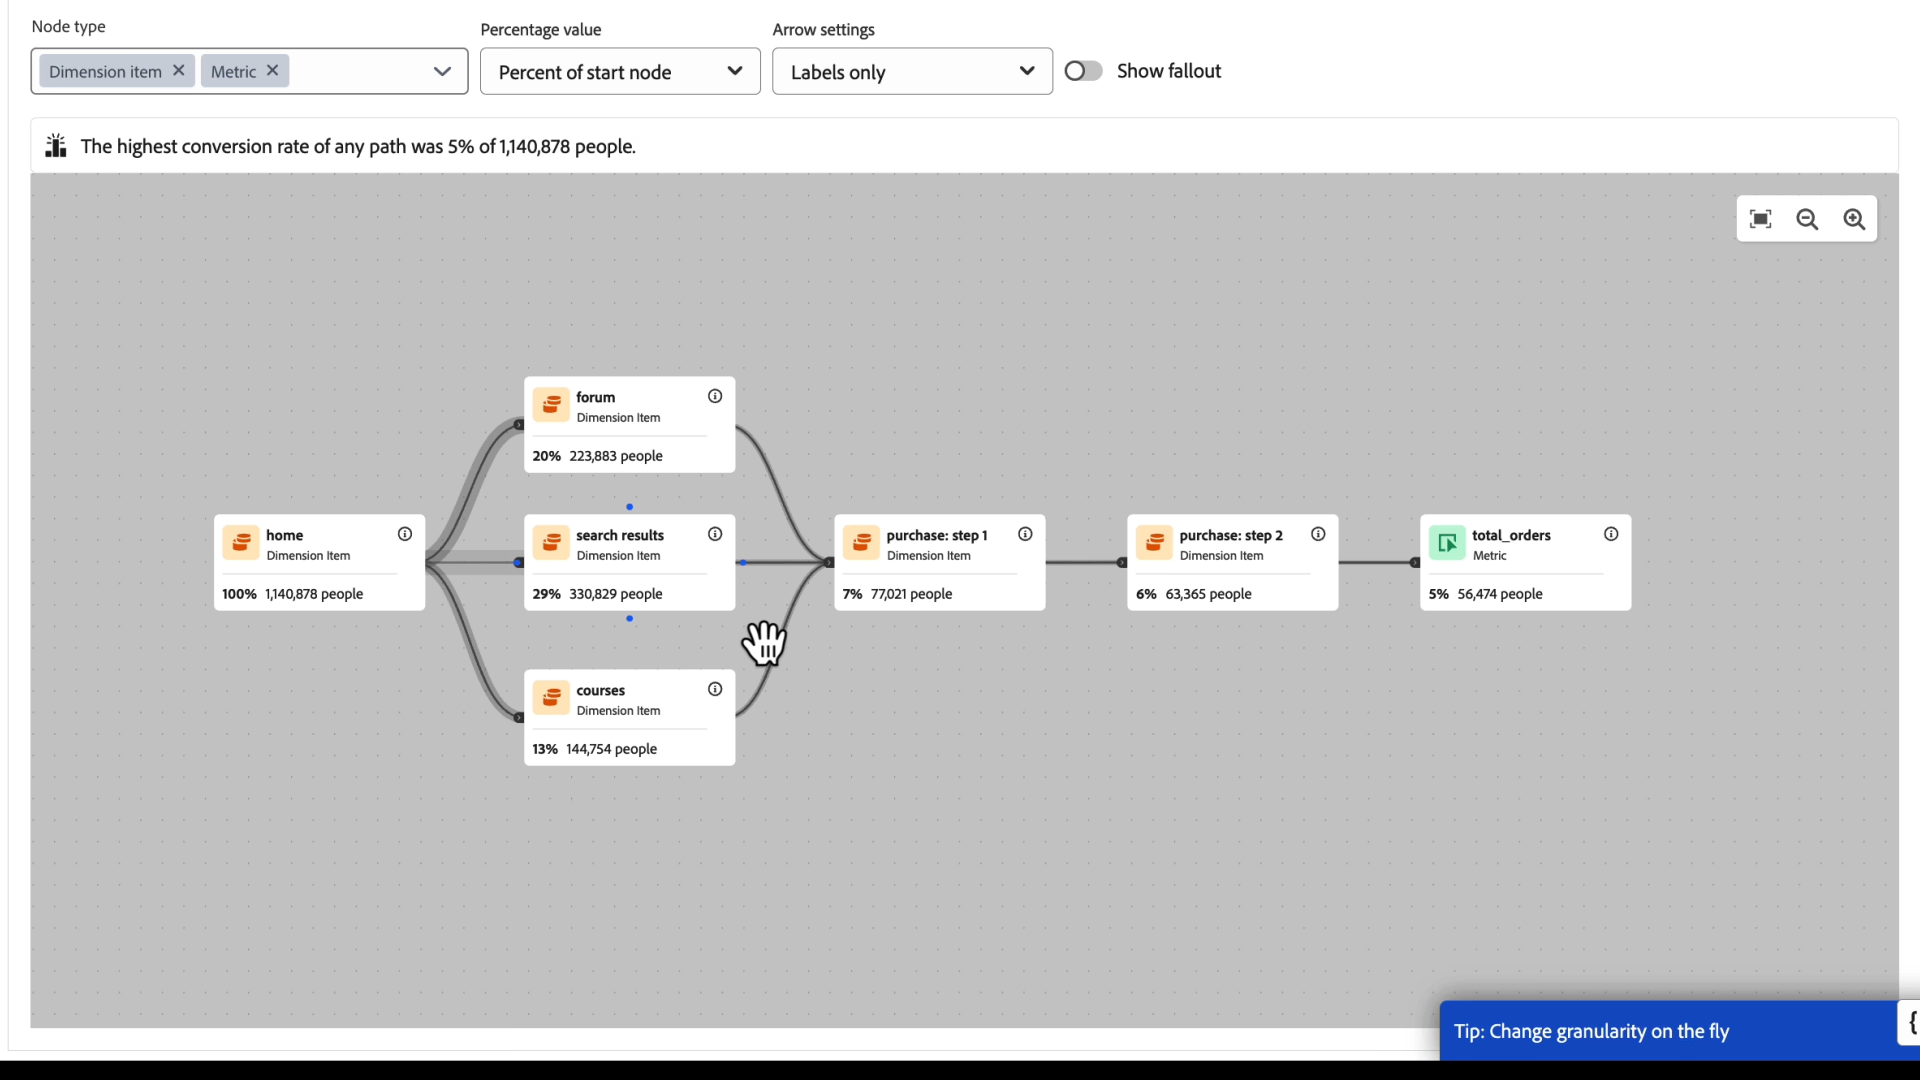 Node type
Percentage value
Arrow settings
Dimension item
Metric
Percent of start node
Labels only
Show fallout
The highest conversion rate of any path was 5% of 1,140,878 people.
forum
Dimension Item
20% 223,883 people
home
Dimension Item
100% 1,140,878 people
search results
Dimension Item
29% 330,829 people
purchase: step 1
Dimension Item
7% 77,021 people
purchase: step 2
Dimension Item
6% 63,365 people
total_orders
Metric
5% 56,474 people
courses
Dimension Item
13% 144,754 people
Tip: Change granularity on the fly
{